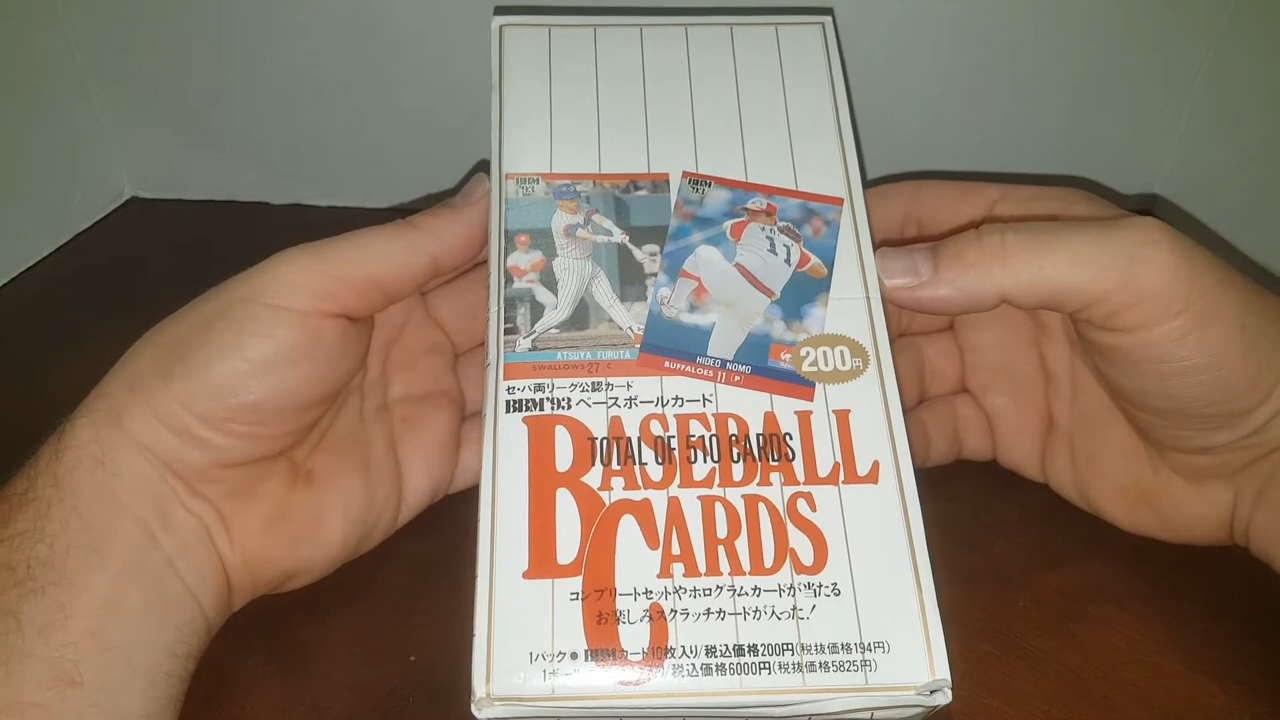 BBM
'93
BBM
'93
11
ATSUYA FURUTA
SWALLOWS 27 C
HIDEO NOMO
BUFFALOES 11 [P]
200円
セ・パ両リーグ公認カード
BBM'93 ベースボールカード
BASEBALL
TOTAL OF 510 CARDS
CARDS
コンプリートセットやホログラムカードが当たる
お楽しみスクラッチカードが入った!
1パック●BBMカード10枚入り/税込価格200円(税抜価格194円)
1ボ /税込価格6000円(税抜価格5825円)